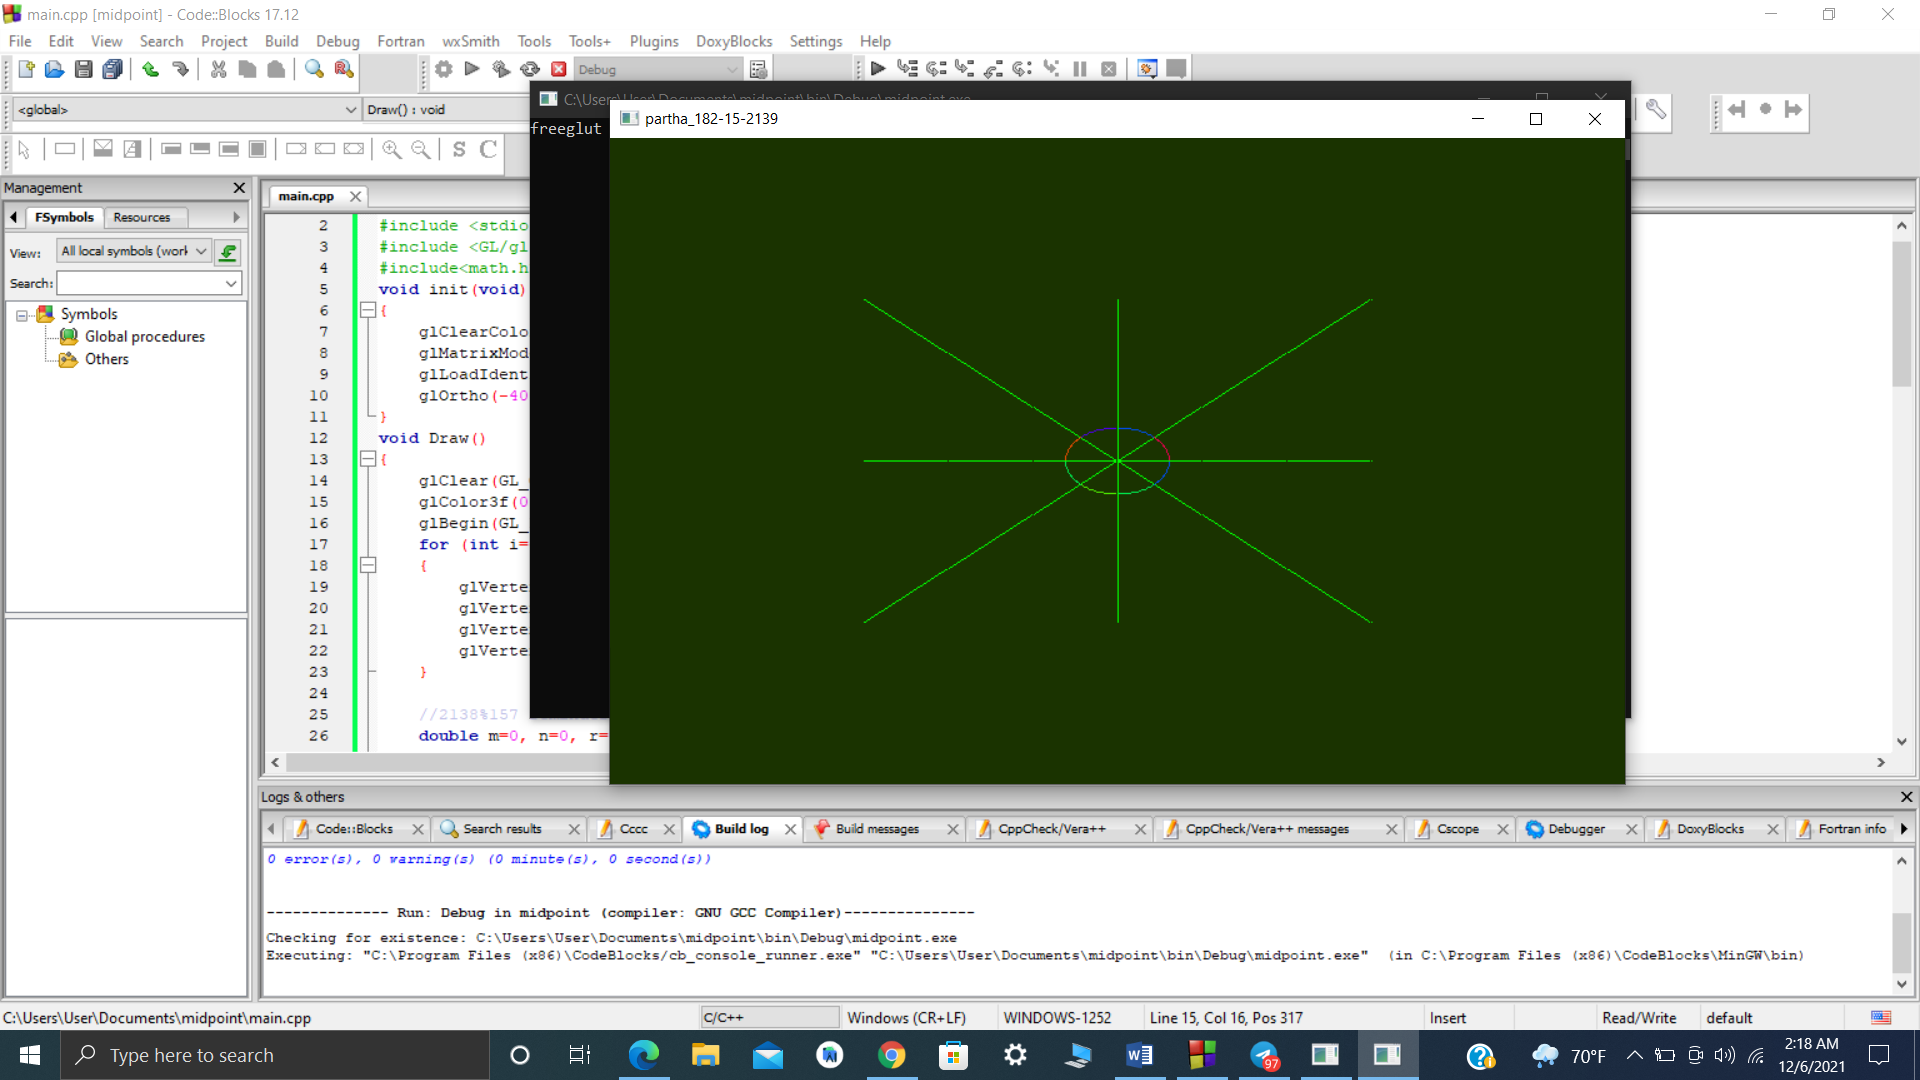 main.cpp [midpoint] - Code::Blocks 17.12
File Edit View Search Project Build Debug Fortran wxSmith Tools Tools+ Plugins DoxyBlocks Settings Help
Debug
<global> Draw() : void
C:\Users\User\Documents\midpoint\bin\Debug\midpoint.exe
freeglut
partha_182-15-2139
S C
Management
FSymbols Resources
View: All local symbols (work
Search:
Symbols
Global procedures
Others
main.cpp
2 #include <stdio
3 #include <GL/gl
4 #include<math.h
5 void init(void)
6 {
7 glClearColo
8 glMatrixMod
9 glLoadIdent
10 glOrtho(-40
11 }
12 void Draw()
13 {
14 glClear(GL_
15 glColor3f(0
16 glBegin(GL_
17 for (int i=
18 {
19 glVerte
20 glVerte
21 glVerte
22 glVerte
23 }
24
25 //2138%157
26 double m=0, n=0, r=
Logs & others
Code::Blocks Search results Cccc Build log Build messages CppCheck/Vera++ CppCheck/Vera++ messages Cscope Debugger DoxyBlocks Fortran info
0 error(s), 0 warning(s) (0 minute(s), 0 second(s))
-------------- Run: Debug in midpoint (compiler: GNU GCC Compiler)---------------
Checking for existence: C:\Users\User\Documents\midpoint\bin\Debug\midpoint.exe
Executing: "C:\Program Files (x86)\CodeBlocks/cb_console_runner.exe" "C:\Users\User\Documents\midpoint\bin\Debug\midpoint.exe"  (in C:\Program Files (x86)\CodeBlocks\MinGW\bin)
C:\Users\User\Documents\midpoint\main.cpp C/C++ Windows (CR+LF) WINDOWS-1252 Line 15, Col 16, Pos 317 Insert Read/Write default
Type here to search
97
70°F
2:18 AM
12/6/2021